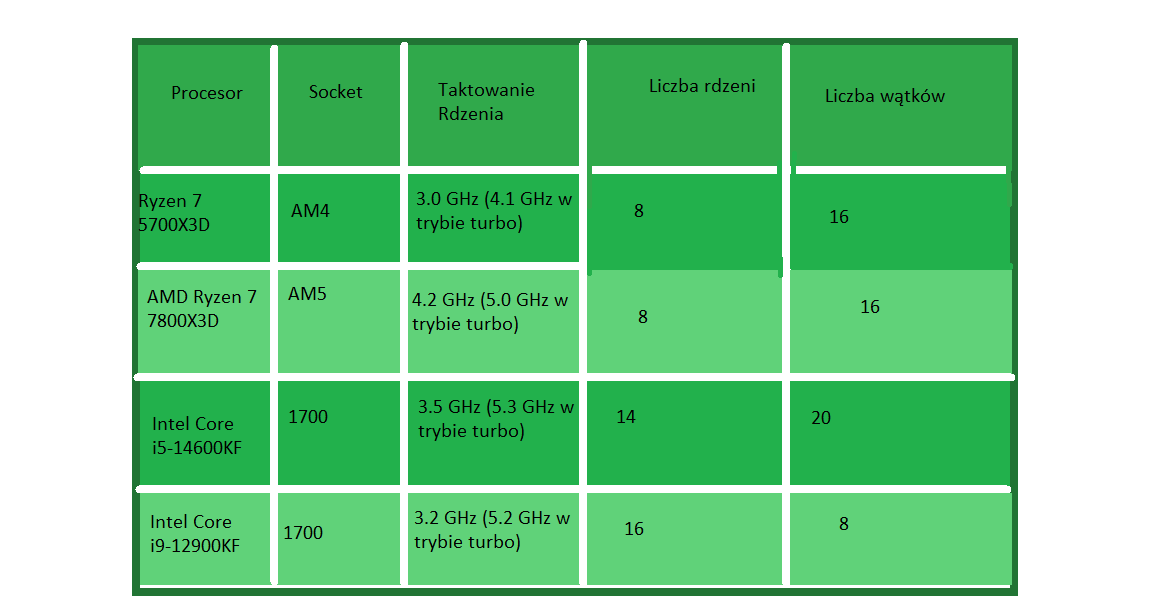 Procesor
Socket
Taktowanie
Rdzenia
Liczba rdzeni
Liczba wątków
Ryzen 7
5700X3D
AM4
3.0 GHz (4.1 GHz w
trybie turbo)
8
16
AMD Ryzen 7
7800X3D
AM5
4.2 GHz (5.0 GHz w
trybie turbo)
8
16
Intel Core
i5-14600KF
1700
3.5 GHz (5.3 GHz w
trybie turbo)
14
20
Intel Core
i9-12900KF
1700
3.2 GHz (5.2 GHz w
trybie turbo)
16
8